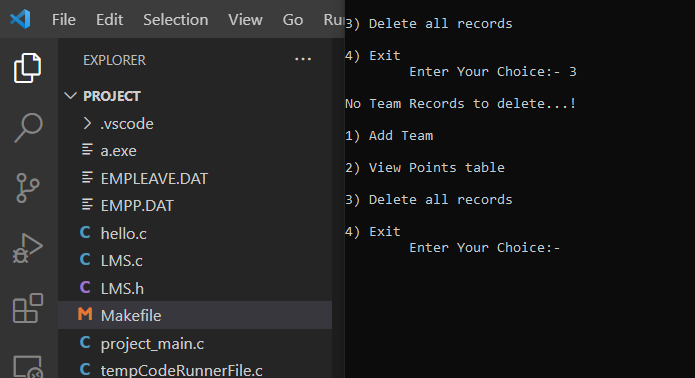 File Edit Selection View Go Ru
EXPLORER ...
PROJECT
.vscode
a.exe
EMPLEAVE.DAT
EMPP.DAT
hello.c
LMS.c
LMS.h
Makefile
project_main.c
tempCodeRunnerFile.c
3) Delete all records
4) Exit
Enter Your Choice:- 3
No Team Records to delete...!
1) Add Team
2) View Points table
3) Delete all records
4) Exit
Enter Your Choice:-